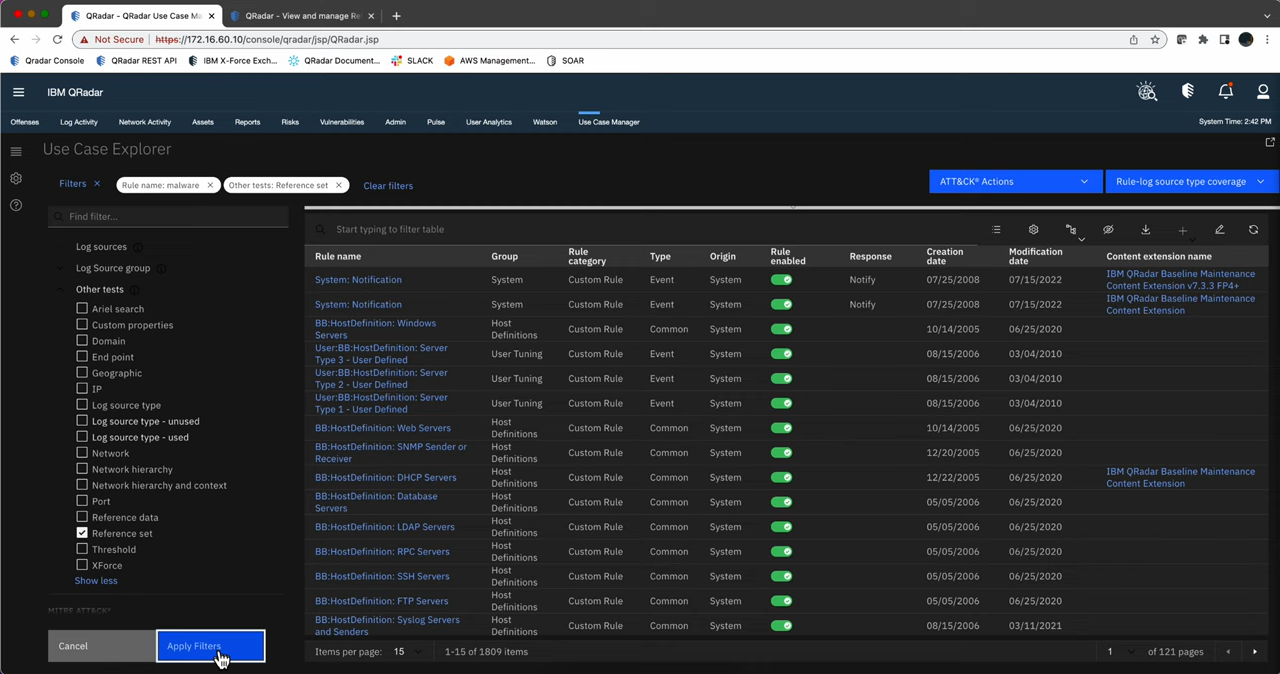 QRadar - QRadar Use Case Ma
QRadar - View and manage Re
Not Secure https://172.16.60.10/console/qradar/jsp/QRadar.jsp
Qradar Console QRadar REST API IBM X-Force Exch... QRadar Document... SLACK AWS Management... SOAR
IBM QRadar
Offenses Log Activity Network Activity Assets Reports Risks Vulnerabilities Admin Pulse User Analytics Watson Use Case Manager System Time: 2:42 PM
Use Case Explorer
Filters × Rule name: malware × Other tests: Reference set × Clear filters
ATT&CK® Actions
Rule-log source type coverage
Find filter...
Log sources
Log Source group
Other tests
Ariel search
Custom properties
Domain
End point
Geographic
IP
Log source type
Log source type - unused
Log source type - used
Network
Network hierarchy
Network hierarchy and context
Port
Reference data
Reference set
Threshold
XForce
Show less
MITRE ATT&CK®
Cancel
Apply Filters
Start typing to filter table
Rule name Group Rule category Type Origin Rule enabled Response Creation date Modification date Content extension name
System: Notification System Custom Rule Event System Notify 07/25/2008 07/15/2022 IBM QRadar Baseline Maintenance Content Extension v7.3.3 FP4+
System: Notification System Custom Rule Event System Notify 07/25/2008 07/15/2022 IBM QRadar Baseline Maintenance Content Extension
BB:HostDefinition: Windows Servers Host Definitions Custom Rule Common System 10/14/2005 06/25/2020
User:BB:HostDefinition: Server Type 3 - User Defined User Tuning Custom Rule Event System 08/15/2006 03/04/2010
User:BB:HostDefinition: Server Type 2 - User Defined User Tuning Custom Rule Event System 08/15/2006 03/04/2010
User:BB:HostDefinition: Server Type 1 - User Defined User Tuning Custom Rule Event System 08/15/2006 03/04/2010
BB:HostDefinition: Web Servers Host Definitions Custom Rule Common System 10/14/2005 06/25/2020
BB:HostDefinition: SNMP Sender or Receiver Host Definitions Custom Rule Common System 12/20/2005 06/25/2020
BB:HostDefinition: DHCP Servers Host Definitions Custom Rule Common System 12/22/2005 06/25/2020 IBM QRadar Baseline Maintenance Content Extension
BB:HostDefinition: Database Servers Host Definitions Custom Rule Common System 05/05/2006 06/25/2020
BB:HostDefinition: LDAP Servers Host Definitions Custom Rule Common System 05/05/2006 06/25/2020
BB:HostDefinition: RPC Servers Host Definitions Custom Rule Common System 05/05/2006 06/25/2020
BB:HostDefinition: SSH Servers Host Definitions Custom Rule Common System 05/05/2006 06/25/2020
BB:HostDefinition: FTP Servers Host Definitions Custom Rule Common System 05/05/2006 06/25/2020
BB:HostDefinition: Syslog Servers and Senders Host Definitions Custom Rule Common System 08/15/2006 03/11/2021
Items per page: 15 1-15 of 1809 items 1 of 121 pages